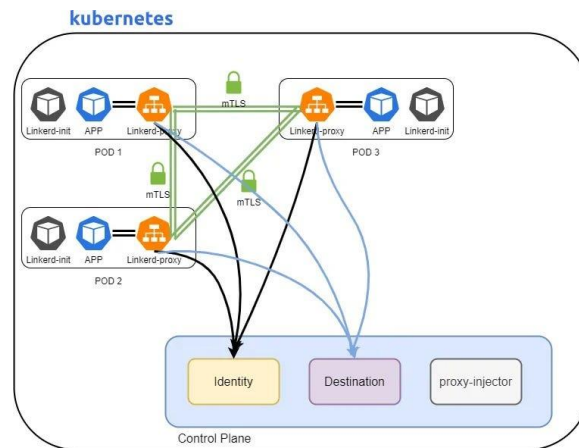 kubernetes
mTLS
Linkerd-init APP Linkerd-proxy
Linkerd-proxy APP Linkerd-init
POD 1
POD 3
mTLS
mTLS
Linkerd-init APP Linkerd-proxy
POD 2
Identity
Destination
proxy-injector
Control Plane